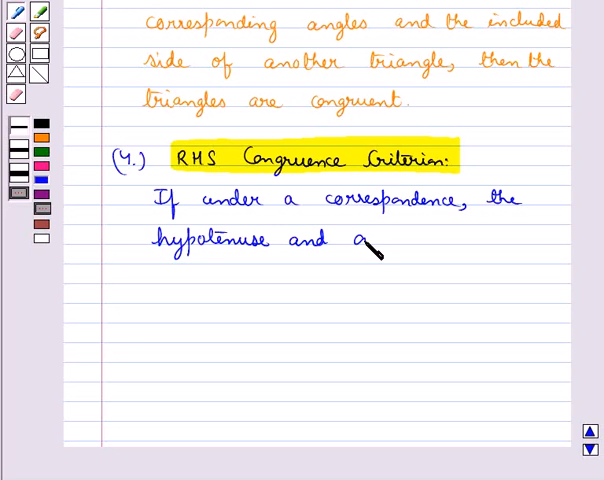 corresponding angles and the included
side of another triangle, then the
triangles are congruent.
(4.) RHS Congruence Criterion:
If under a correspondence, the
hypotenuse and a